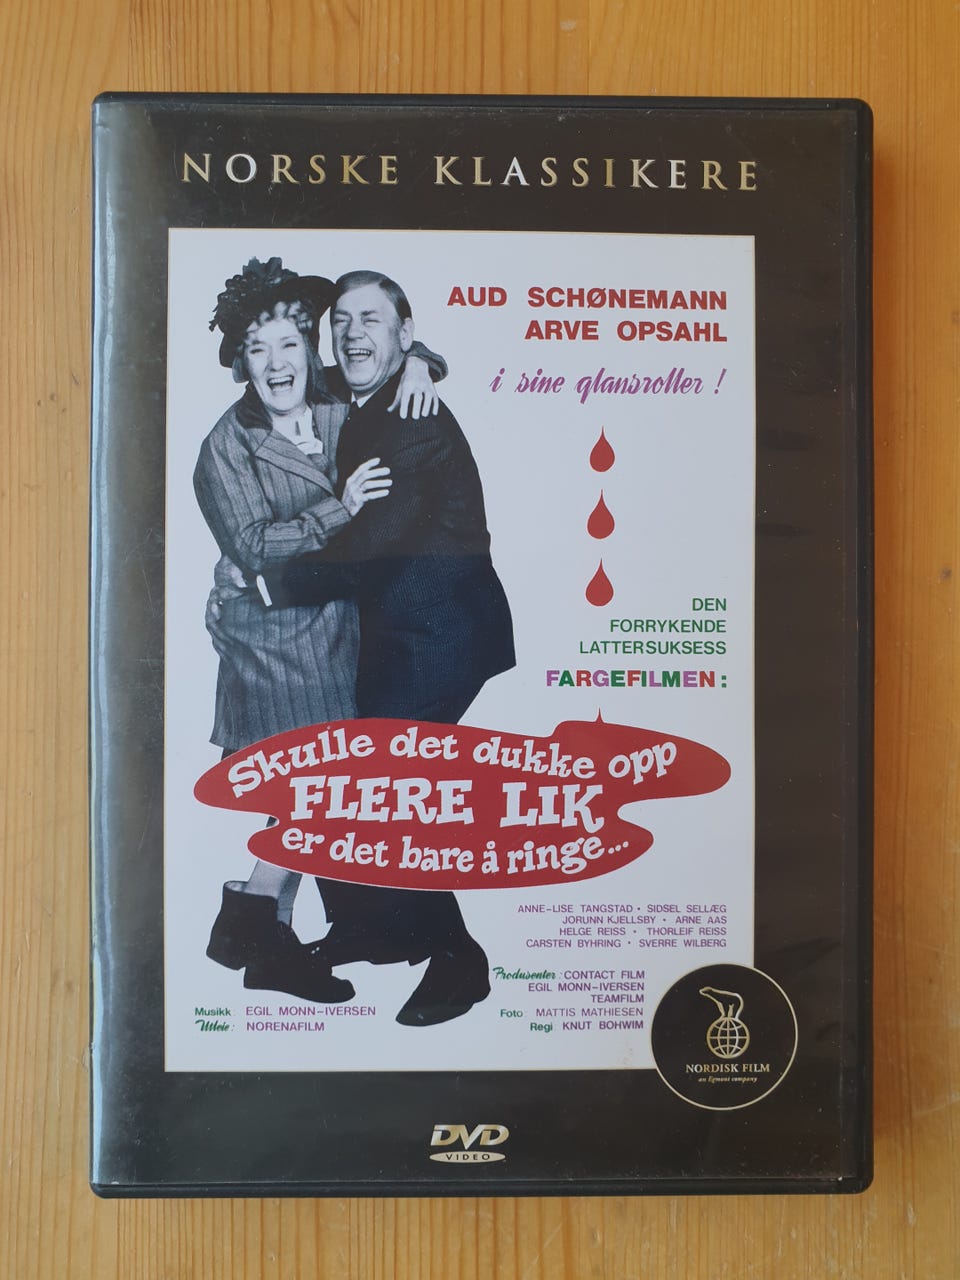 NORSKE KLASSIKERE
AUD SCHØNEMANN
ARVE OPSAHL
i sine glansroller !
DEN
FORRYKENDE
LATTERSUKSESS
FARGEFILMEN :
Skulle det dukke opp
FLERE LIK
er det bare å ringe...
ANNE-LISE TANGSTAD • SIDSEL SELLÆG
JORUNN KJELLSBY • ARNE AAS
HELGE REISS • THORLEIF REISS
CARSTEN BYHRING • SVERRE WILBERG
Produsenter : CONTACT FILM
EGIL MONN-IVERSEN
TEAMFILM
Foto : MATTIS MATHIESEN
Regi : KNUT BOHWIM
Musikk : EGIL MONN-IVERSEN
Utleie : NORENAFILM
NORDISK FILM
an Egmont company
DVD
VIDEO